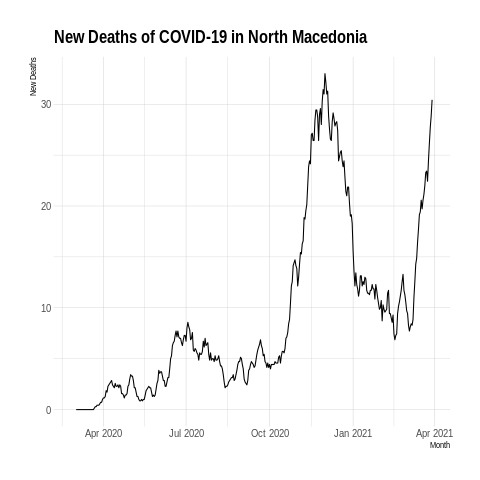 New Deaths of COVID-19 in North Macedonia
New Deaths
30
20
10
0
Apr 2020 Jul 2020 Oct 2020 Jan 2021 Apr 2021
Month